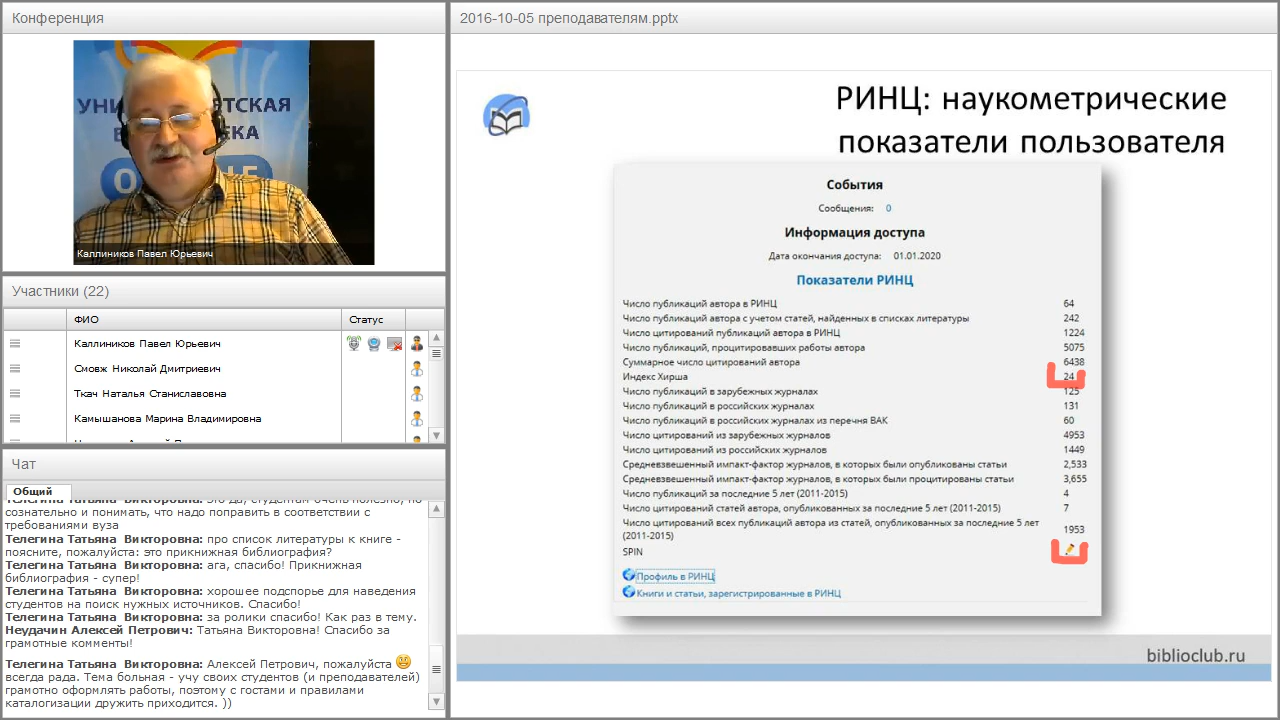 Конференция
УНИ ЕТСКАЯ
Каллиников Павел Юрьевич
Участники (22)
ФИО Статус
Каллиников Павел Юрьевич
Смовж Николай Дмитриевич
Ткач Наталья Станиславовна
Камышанова Марина Владимировна
Чат
Общий
Телегина Татьяна Викторовна: это да, студентам очень полезно, но
сознательно и понимать, что надо поправить в соответствии с
требованиями вуза
Телегина Татьяна Викторовна: про список литературы к книге -
поясните, пожалуйста: это прикнижная библиография?
Телегина Татьяна Викторовна: ага, спасибо! Прикнижная
библиография - супер!
Телегина Татьяна Викторовна: хорошее подспорье для наведения
студентов на поиск нужных источников. Спасибо!
Телегина Татьяна Викторовна: за ролики спасибо! Как раз в тему.
Неудачин Алексей Петрович: Татьяна Викторовна! Спасибо за
грамотные комменты!
Телегина Татьяна Викторовна: Алексей Петрович, пожалуйста
всегда рада. Тема больная – учу своих студентов (и преподавателей)
грамотно оформлять работы, поэтому с гостами и правилами
каталогизации дружить приходится. ))
2016-10-05 преподавателям.pptx
РИНЦ: наукометрические
показатели пользователя
События
Сообщения: 0
Информация доступа
Дата окончания доступа: 01.01.2020
Показатели РИНЦ
Число публикаций автора в РИНЦ 64
Число публикаций автора с учетом статей, найденных в списках литературы 242
Число цитирований публикаций автора в РИНЦ 1224
Число публикаций, процитировавших работы автора 5075
Суммарное число цитирований автора 6438
Индекс Хирша 24
Число публикаций в зарубежных журналах 125
Число публикаций в российских журналах 131
Число публикаций в российских журналах из перечня ВАК 60
Число цитирований из зарубежных журналов 4953
Число цитирований из российских журналов 1449
Средневзвешенный импакт-фактор журналов, в которых были опубликованы статьи 2,533
Средневзвешенный импакт-фактор журналов, в которых были процитированы статьи 3,655
Число публикаций за последние 5 лет (2011-2015) 4
Число цитирований статей автора, опубликованных за последние 5 лет (2011-2015) 7
Число цитирований всех публикаций автора из статей, опубликованных за последние 5 лет
(2011-2015) 1953
SPIN
Профиль в РИНЦ
Книги и статьи, зарегистрированные в РИНЦ
biblioclub.ru